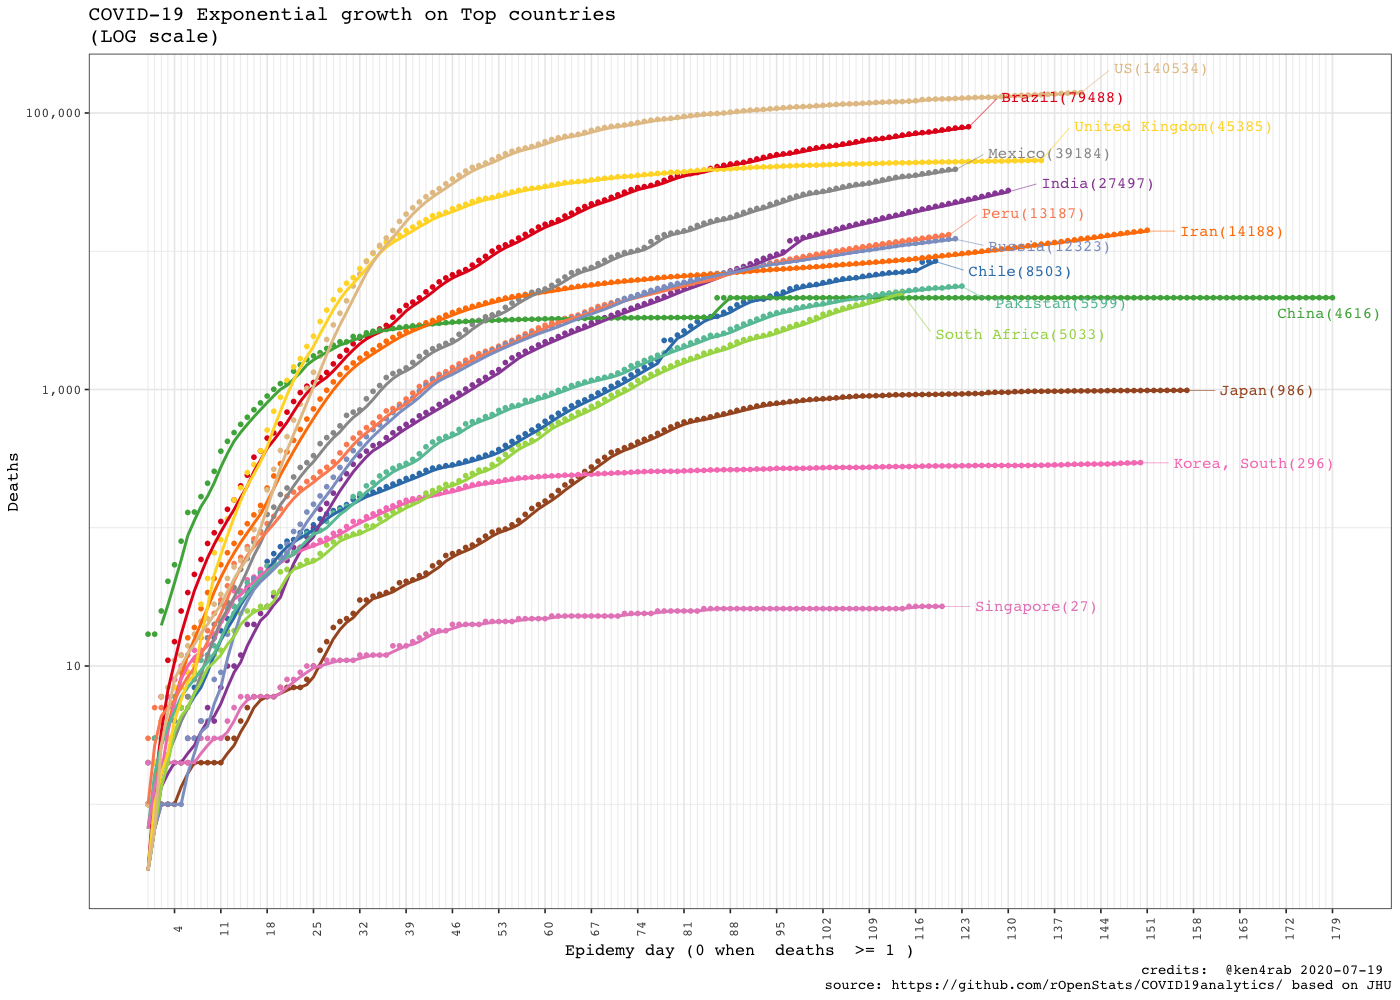 COVID-19 Exponential growth on Top countries
(LOG scale)
US(140534)
Brazil(79488)
100,000
United Kingdom(45385)
Mexico(39184)
India(27497)
Peru(13187)
Iran(14188)
Russia(12323)
Chile(8503)
Pakistan(5599)
China(4616)
South Africa(5033)
1,000
Japan(986)
Korea, South(296)
Deaths
Singapore(27)
10
4 11 18 25 32 39 46 53 60 67 74 81 88 95 102 109 116 123 130 137 144 151 158 165 172 179
Epidemy day (0 when  deaths  >= 1 )
credits:  @ken4rab 2020-07-19
source: https://github.com/rOpenStats/COVID19analytics/ based on JHU